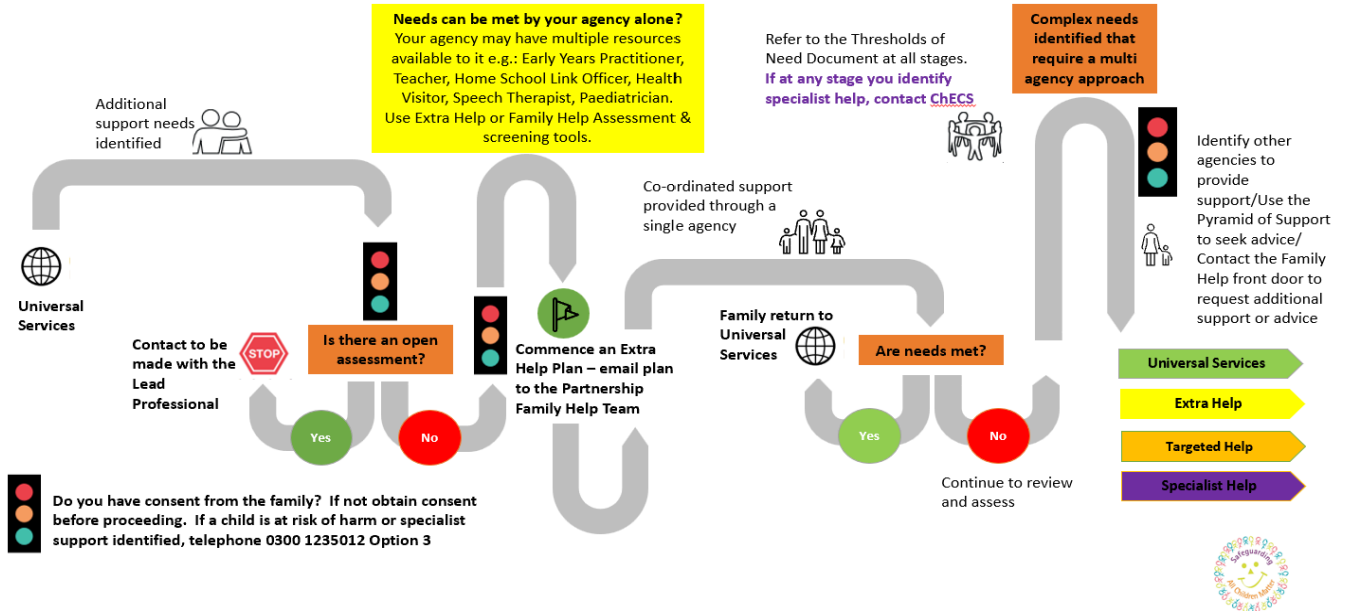 Additional
support needs
identified
Universal
Services
Needs can be met by your agency alone?
Your agency may have multiple resources
available to it e.g.: Early Years Practitioner,
Teacher, Home School Link Officer, Health
Visitor, Speech Therapist, Paediatrician.
Use Extra Help or Family Help Assessment &
screening tools.
Contact to be
made with the
Lead
Professional
STOP
Is there an open
assessment?
Yes
No
Commence an Extra
Help Plan – email plan
to the Partnership
Family Help Team
Co-ordinated support
provided through a
single agency
Refer to the Thresholds of
Need Document at all stages.
If at any stage you identify
specialist help, contact ChECS
Family return to
Universal
Services
Are needs met?
Yes
No
Continue to review
and assess
Complex needs
identified that
require a multi
agency approach
Identify other
agencies to
provide
support/Use the
Pyramid of Support
to seek advice/
Contact the Family
Help front door to
request additional
support or advice
Universal Services
Extra Help
Targeted Help
Specialist Help
Do you have consent from the family?  If not obtain consent
before proceeding.  If a child is at risk of harm or specialist
support identified, telephone 0300 1235012 Option 3
Safeguarding
All Children Matter